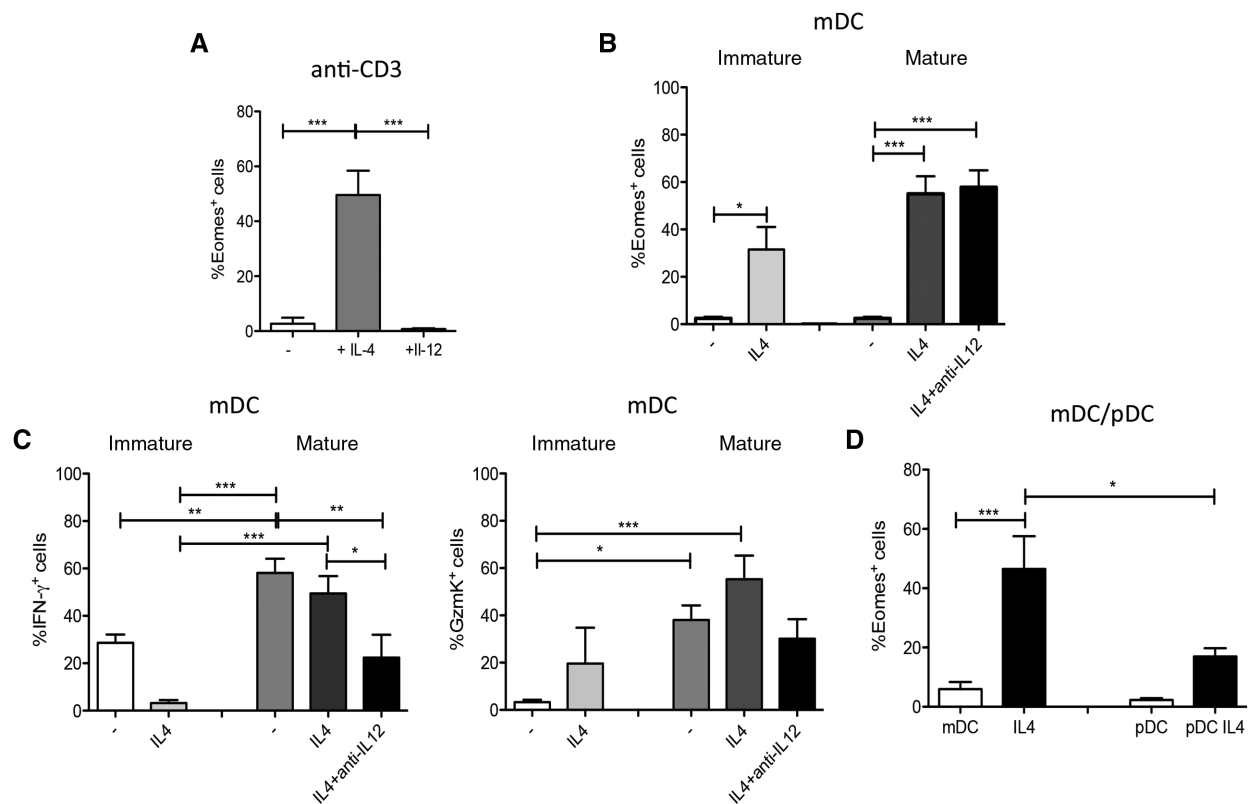 A
anti-CD3
%Eomes⁺ cells
80
60
40
20
0
***
***
-
+ IL-4
+Il-12
B
mDC
Immature
Mature
%Eomes⁺ cells
100
80
60
40
20
0
*
***
***
-
IL4
-
IL4
IL4+anti-IL12
C
mDC
Immature
Mature
%IFN-γ⁺ cells
100
80
60
40
20
0
***
**
**
***
*
-
IL4
-
IL4
IL4+anti-IL12
mDC
Immature
Mature
%GzmK⁺ cells
100
80
60
40
20
0
***
*
-
IL4
-
IL4
IL4+anti-IL12
D
mDC/pDC
%Eomes⁺ cells
80
60
40
20
0
*
***
mDC
IL4
pDC
pDC IL4